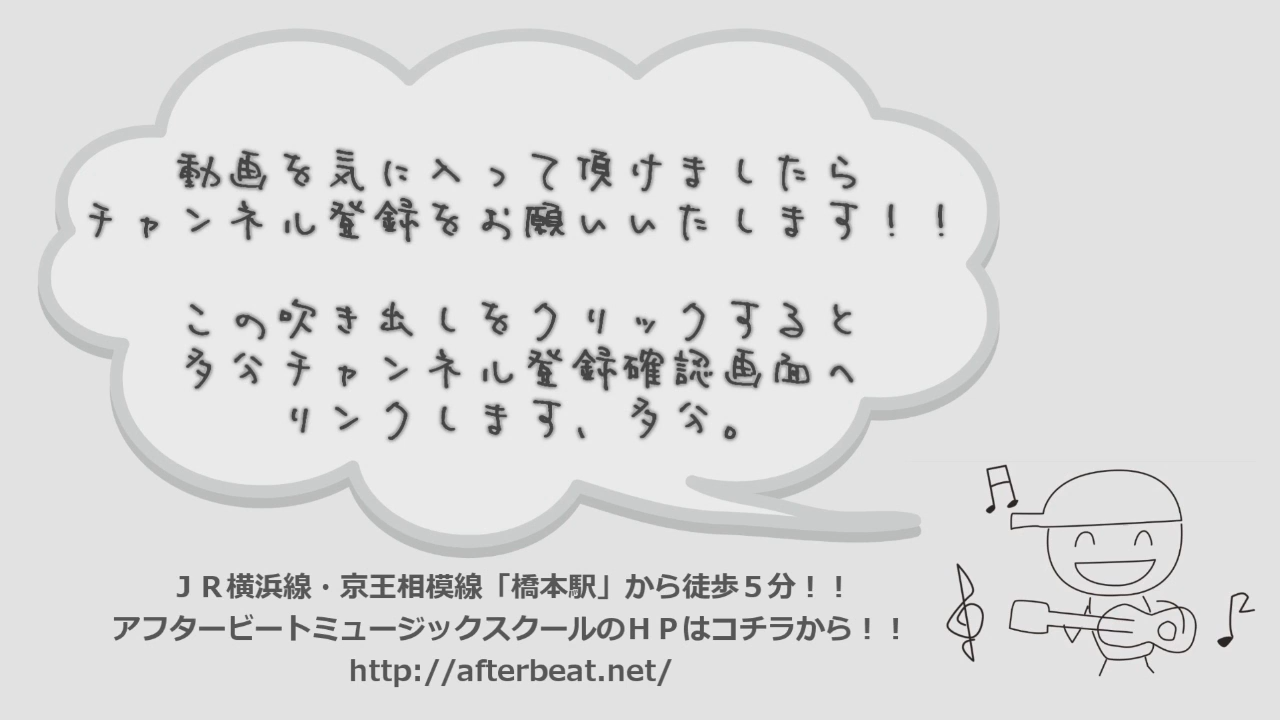 動画を気に入って頂けましたら
チャンネル登録をお願いいたします！！
この吹き出しをクリックすると
多分チャンネル登録確認画面へ
リンクします、多分。
ＪＲ横浜線・京王相模線「橋本駅」から徒歩５分！！
アフタービートミュージックスクールのＨＰはコチラから！！
http://afterbeat.net/